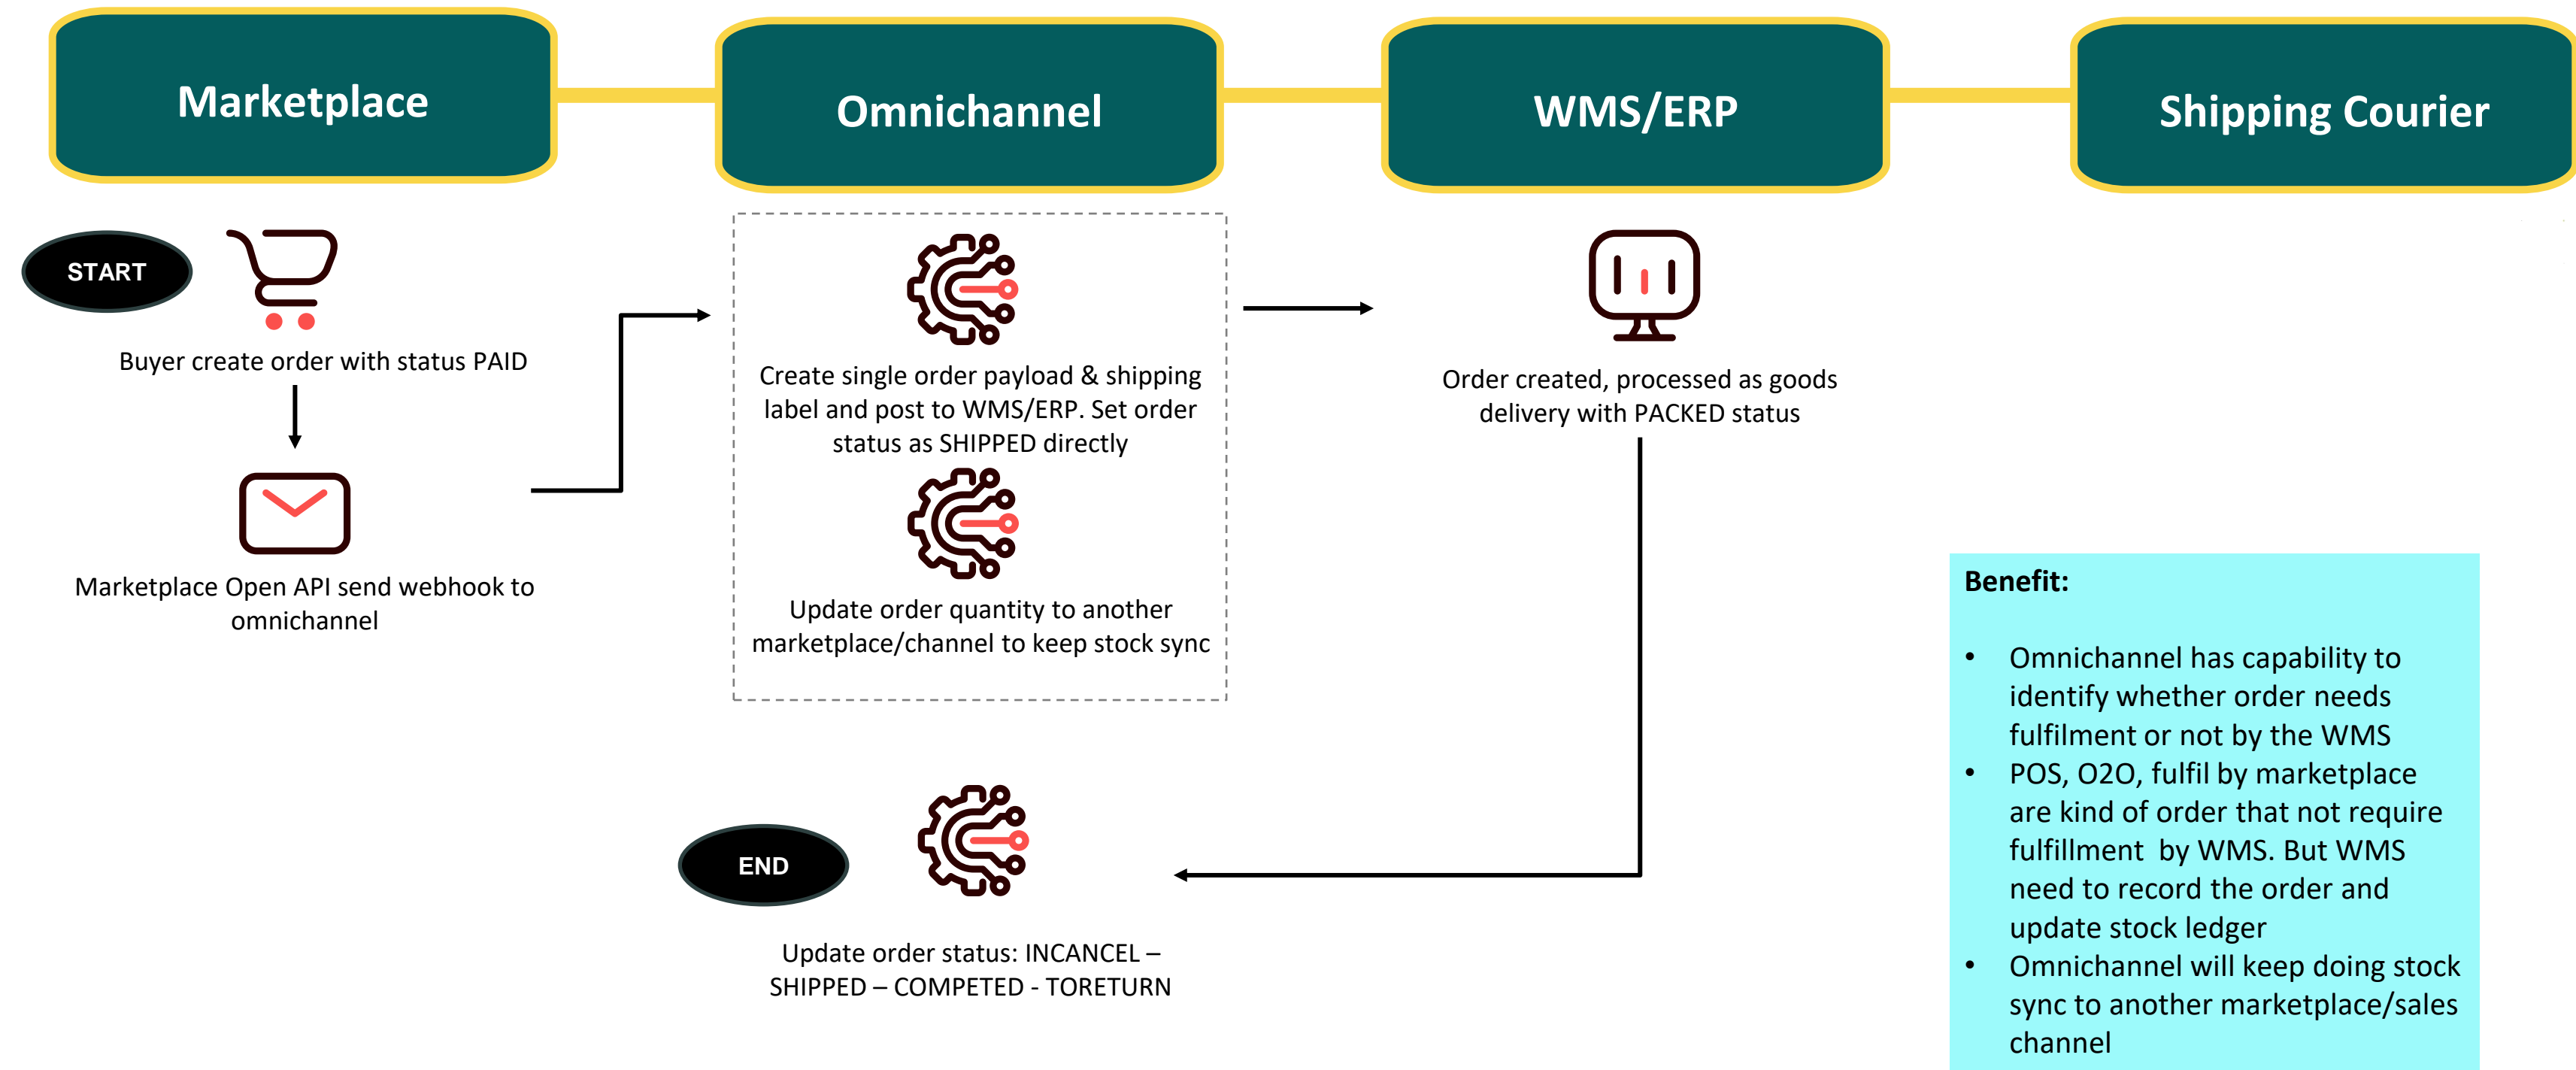 Marketplace
Omnichannel
WMS/ERP
Shipping Courier
START
Buyer create order with status PAID
Marketplace Open API send webhook to
omnichannel
Create single order payload & shipping
label and post to WMS/ERP. Set order
status as SHIPPED directly
Update order quantity to another
marketplace/channel to keep stock sync
Order created, processed as goods
delivery with PACKED status
END
Update order status: INCANCEL –
SHIPPED – COMPETED - TORETURN
Benefit:
• Omnichannel has capability to
identify whether order needs
fulfilment or not by the WMS
• POS, O2O, fulfil by marketplace
are kind of order that not require
fulfillment  by WMS. But WMS
need to record the order and
update stock ledger
• Omnichannel will keep doing stock
sync to another marketplace/sales
channel